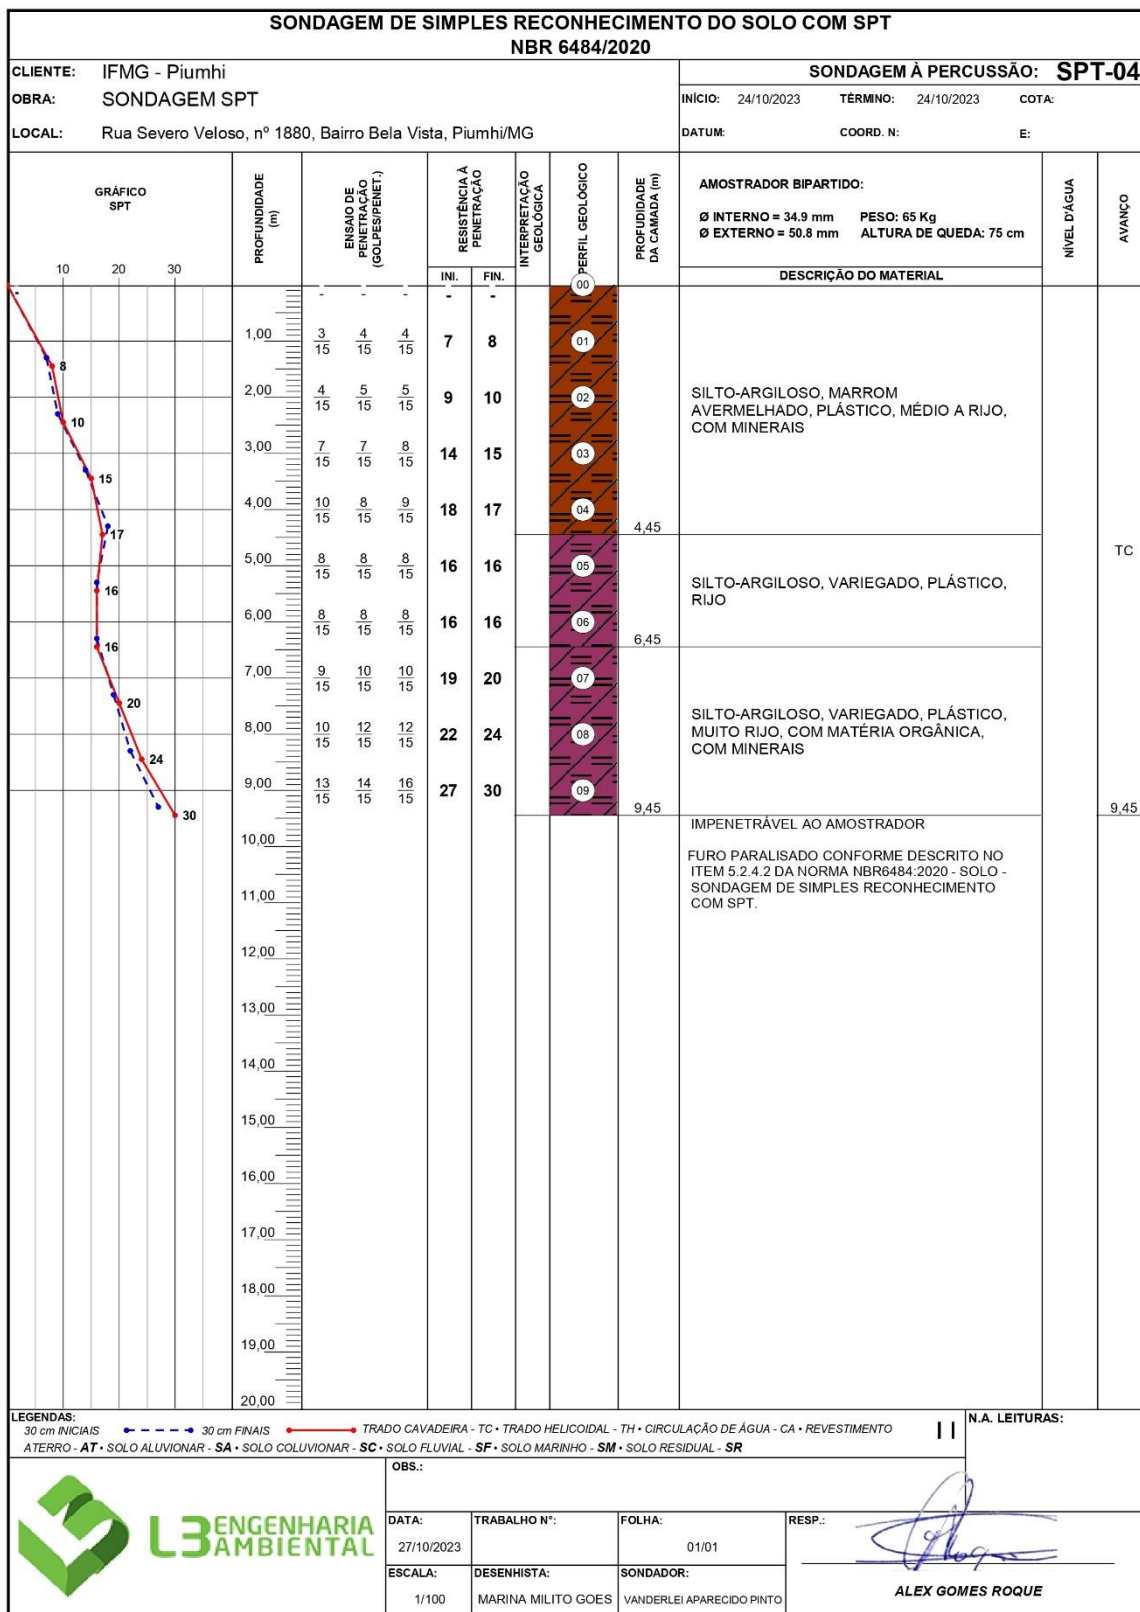 SONDAGEM DE SIMPLES RECONHECIMENTO DO SOLO COM SPT
NBR 6484/2020
CLIENTE: IFMG - Piumhi
OBRA: SONDAGEM SPT
LOCAL: Rua Severo Veloso, nº 1880, Bairro Bela Vista, Piumhi/MG
SONDAGEM À PERCUSSÃO: SPT-04
INÍCIO: 24/10/2023 TÉRMINO: 24/10/2023 COTA:
DATUM: COORD. N: E:
GRÁFICO
SPT
10 20 30
PROFUNDIDADE
(m)
ENSAIO DE
PENETRAÇÃO
(GOLPES/PENET.)
RESISTÊNCIA À
PENETRAÇÃO
INI. FIN.
INTERPRETAÇÃO
GEOLÓGICA
PERFIL GEOLÓGICO
PROFUDIDADE
DA CAMADA (m)
AMOSTRADOR BIPARTIDO:
Ø INTERNO = 34.9 mm PESO: 65 Kg
Ø EXTERNO = 50.8 mm ALTURA DE QUEDA: 75 cm
DESCRIÇÃO DO MATERIAL
NÍVEL D'ÁGUA
AVANÇO
- - - - - - 00
1,00 3/15 4/15 4/15 7 8 01
8
2,00 4/15 5/15 5/15 9 10 02
10
3,00 7/15 7/15 8/15 14 15 03
15
4,00 10/15 8/15 9/15 18 17 04
17
4,45
SILTO-ARGILOSO, MARROM
AVERMELHADO, PLÁSTICO, MÉDIO A RIJO,
COM MINERAIS
5,00 8/15 8/15 8/15 16 16 05
16
6,00 8/15 8/15 8/15 16 16 06
16
6,45
SILTO-ARGILOSO, VARIEGADO, PLÁSTICO,
RIJO
TC
7,00 9/15 10/15 10/15 19 20 07
20
8,00 10/15 12/15 12/15 22 24 08
24
9,00 13/15 14/15 16/15 27 30 09
30
9,45
SILTO-ARGILOSO, VARIEGADO, PLÁSTICO,
MUITO RIJO, COM MATÉRIA ORGÂNICA,
COM MINERAIS
9,45
IMPENETRÁVEL AO AMOSTRADOR
FURO PARALISADO CONFORME DESCRITO NO
ITEM 5.2.4.2 DA NORMA NBR6484:2020 - SOLO -
SONDAGEM DE SIMPLES RECONHECIMENTO
COM SPT.
10,00
11,00
12,00
13,00
14,00
15,00
16,00
17,00
18,00
19,00
20,00
LEGENDAS:
30 cm INICIAIS 30 cm FINAIS TRADO CAVADEIRA - TC • TRADO HELICOIDAL - TH • CIRCULAÇÃO DE ÁGUA - CA • REVESTIMENTO
ATERRO - AT • SOLO ALUVIONAR - SA • SOLO COLUVIONAR - SC • SOLO FLUVIAL - SF • SOLO MARINHO - SM • SOLO RESIDUAL - SR
N.A. LEITURAS:
L3 ENGENHARIA
AMBIENTAL
OBS.:
DATA: TRABALHO N°: FOLHA: RESP.:
27/10/2023 01/01
ESCALA: DESENHISTA: SONDADOR:
1/100 MARINA MILITO GOES VANDERLEI APARECIDO PINTO
ALEX GOMES ROQUE